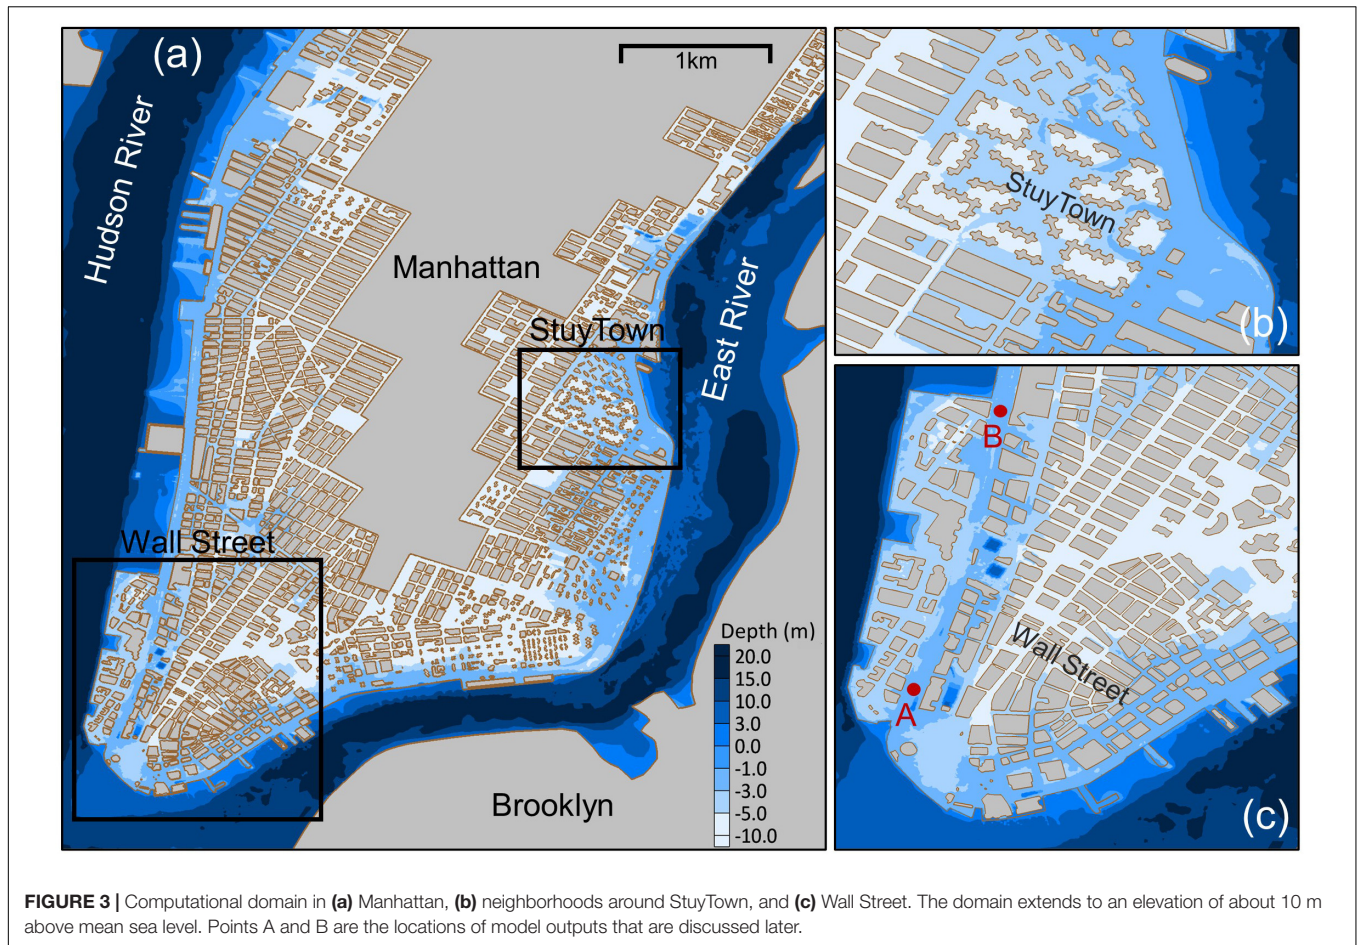 (a)
1km
Hudson River
Manhattan
StuyTown
East River
Wall Street
Brooklyn
Depth (m)
20.0
15.0
10.0
3.0
0.0
-1.0
-3.0
-5.0
-10.0
StuyTown
(b)
B
Wall Street
A
(c)
FIGURE 3 | Computational domain in (a) Manhattan, (b) neighborhoods around StuyTown, and (c) Wall Street. The domain extends to an elevation of about 10 m
above mean sea level. Points A and B are the locations of model outputs that are discussed later.